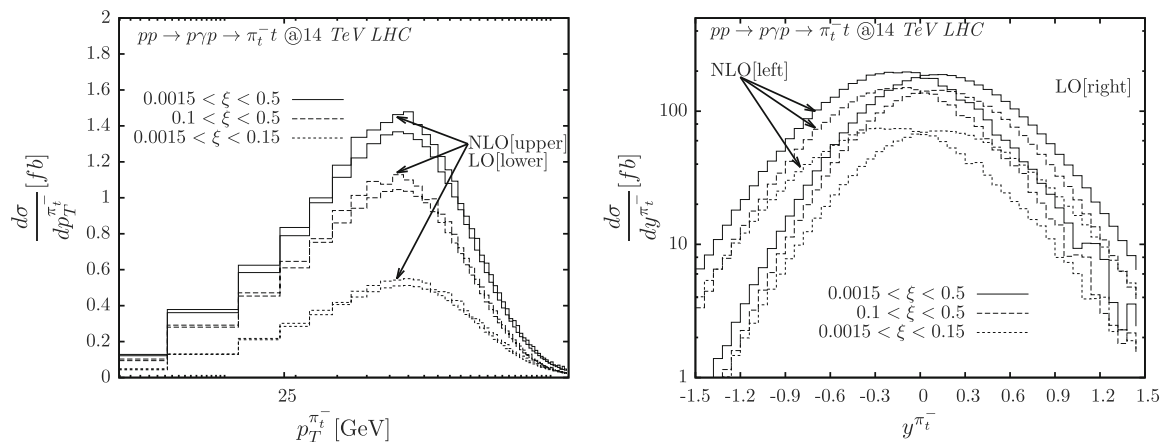 pp → pγp → π_t^- t @14 TeV LHC
0.0015 < ξ < 0.5
0.1 < ξ < 0.5
0.0015 < ξ < 0.15
NLO[upper]
LO[lower]
dσ/dp_T^{π_t^-} [fb]
2
1.8
1.6
1.4
1.2
1
0.8
0.6
0.4
0.2
0
25
p_T^{π_t^-} [GeV]
pp → pγp → π_t^- t @14 TeV LHC
NLO[left]
LO[right]
dσ/dy^{π_t^-} [fb]
100
10
1
0.0015 < ξ < 0.5
0.1 < ξ < 0.5
0.0015 < ξ < 0.15
-1.5 -1.2 -0.9 -0.6 -0.3 0 0.3 0.6 0.9 1.2 1.5
y^{π_t^-}